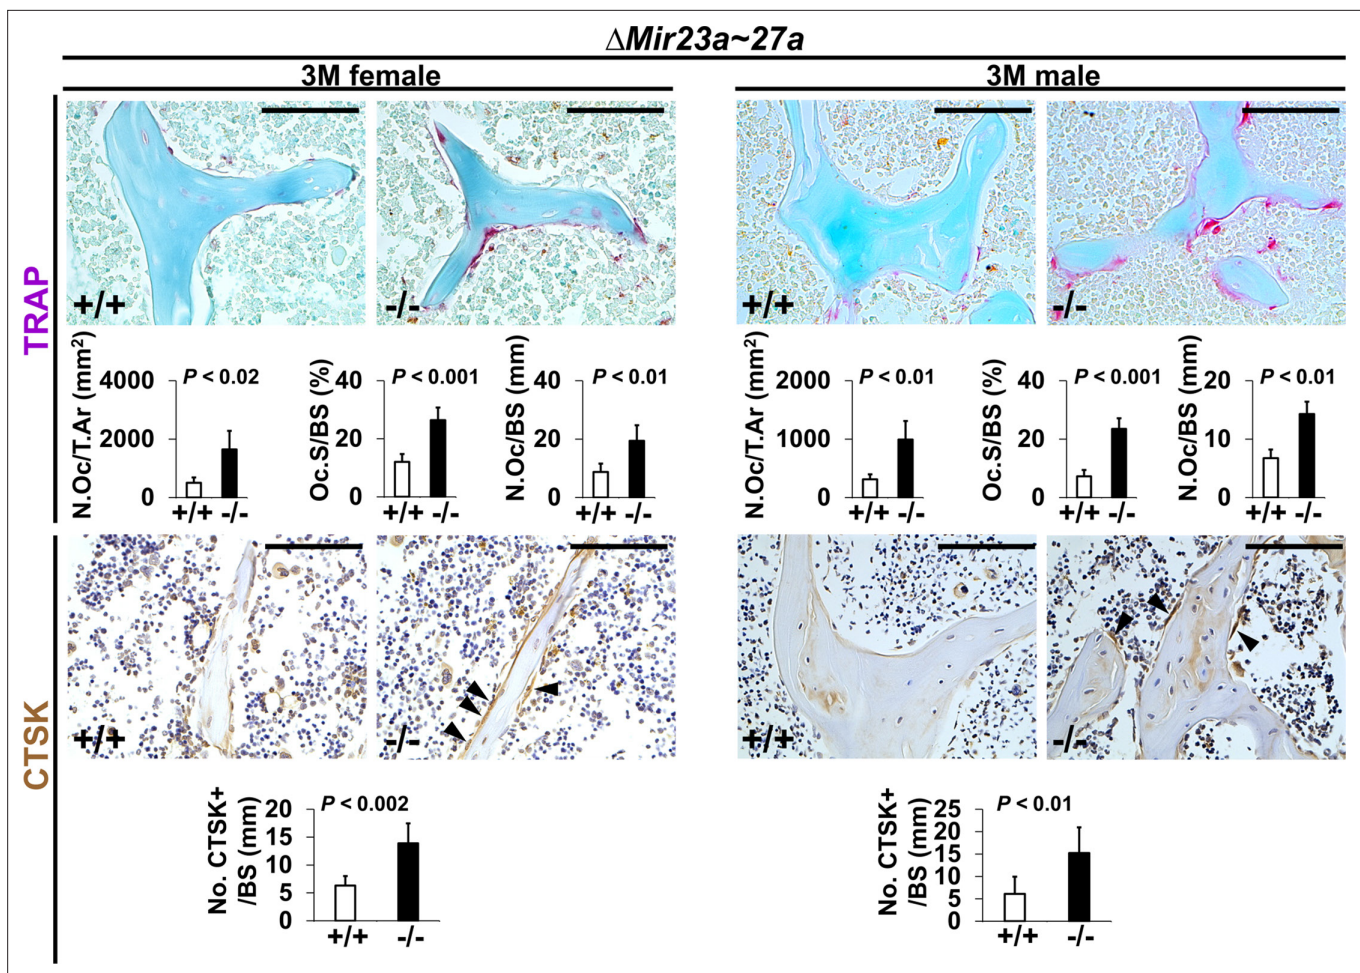 ΔMir23a~27a
3M female
3M male
TRAP
+/+
-/-
+/+
-/-
N.Oc/T.Ar (mm²)
4000
2000
0
P < 0.02
+/+ -/-
Oc.S/BS (%)
40
20
0
P < 0.001
+/+ -/-
N.Oc/BS (mm)
40
20
0
P < 0.01
+/+ -/-
N.Oc/T.Ar (mm²)
2000
1000
0
P < 0.01
+/+ -/-
Oc.S/BS (%)
40
20
0
P < 0.001
+/+ -/-
N.Oc/BS (mm)
20
10
0
P < 0.01
+/+ -/-
CTSK
+/+
-/-
+/+
-/-
No. CTSK+
/BS (mm)
20
15
10
5
0
P < 0.002
+/+ -/-
No. CTSK+
/BS (mm)
25
20
15
10
5
0
P < 0.01
+/+ -/-